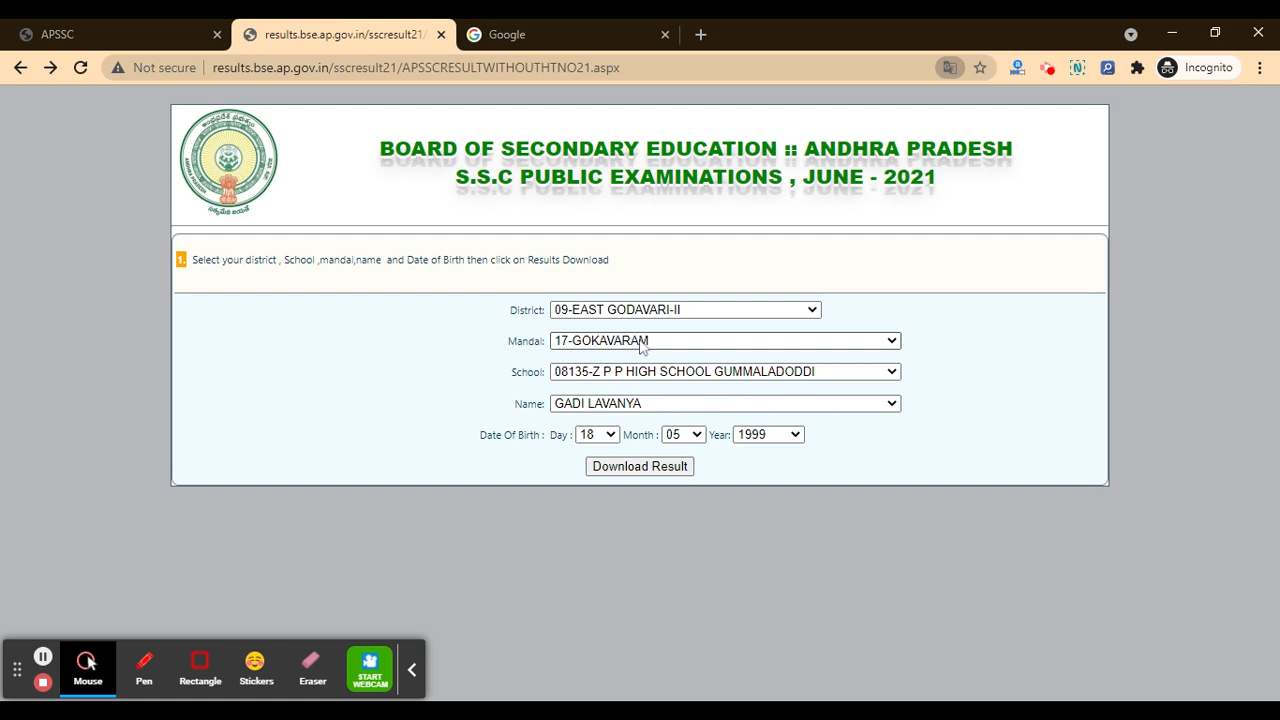 APSSC
results.bse.ap.gov.in/sscresult21/
Google
Not secure
results.bse.ap.gov.in/sscresult21/APSSCRESULTWITHOUTHTNO21.aspx
Incognito
BOARD OF SECONDARY EDUCATION :: ANDHRA PRADESH
S.S.C PUBLIC EXAMINATIONS , JUNE - 2021
1. Select your district , School ,mandal,name and Date of Birth then click on Results Download
District: 09-EAST GODAVARI-II
Mandal: 17-GOKAVARAM
School: 08135-Z P P HIGH SCHOOL GUMMALADODDI
Name: GADI LAVANYA
Date Of Birth : Day : 18 Month : 05 Year: 1999
Download Result
Mouse
Pen
Rectangle
Stickers
Eraser
START
WEBCAM